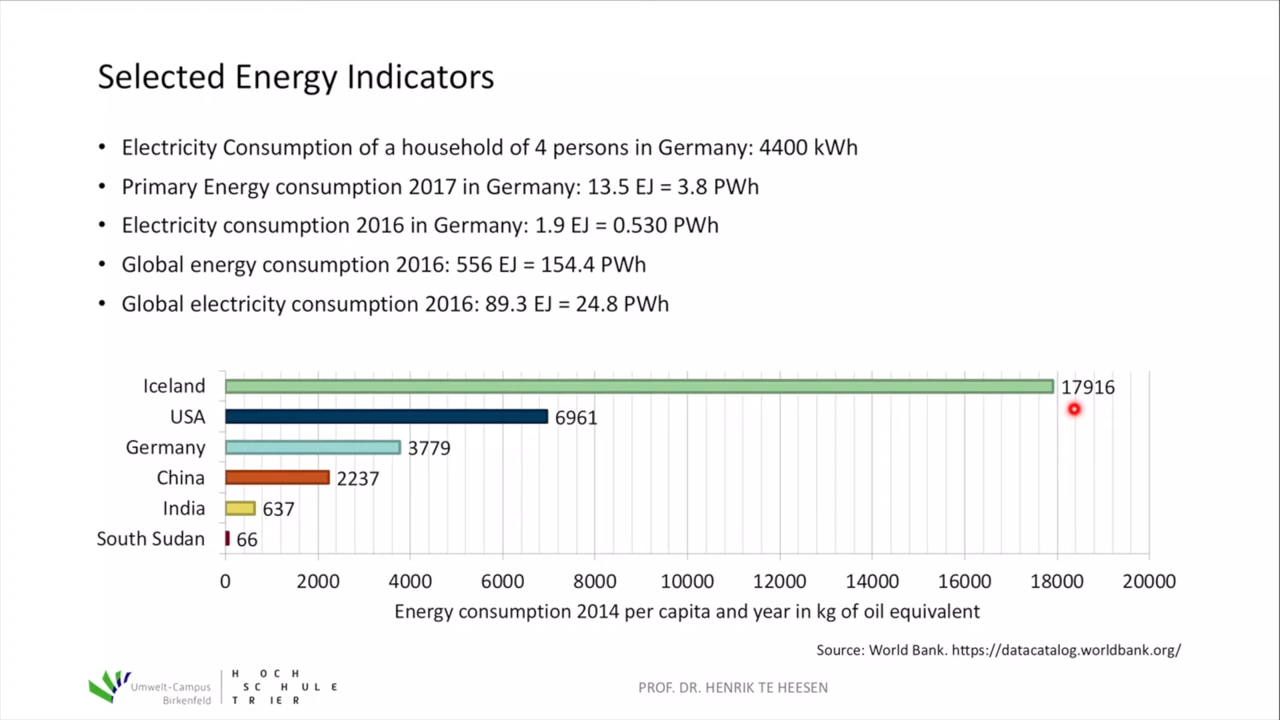 Selected Energy Indicators
• Electricity Consumption of a household of 4 persons in Germany: 4400 kWh
• Primary Energy consumption 2017 in Germany: 13.5 EJ = 3.8 PWh
• Electricity consumption 2016 in Germany: 1.9 EJ = 0.530 PWh
• Global energy consumption 2016: 556 EJ = 154.4 PWh
• Global electricity consumption 2016: 89.3 EJ = 24.8 PWh
Iceland 17916
USA 6961
Germany 3779
China 2237
India 637
South Sudan 66
0 2000 4000 6000 8000 10000 12000 14000 16000 18000 20000
Energy consumption 2014 per capita and year in kg of oil equivalent
Source: World Bank. https://datacatalog.worldbank.org/
Umwelt-Campus
Birkenfeld
H OCH
SCHULE
TRIER
PROF. DR. HENRIK TE HEESEN